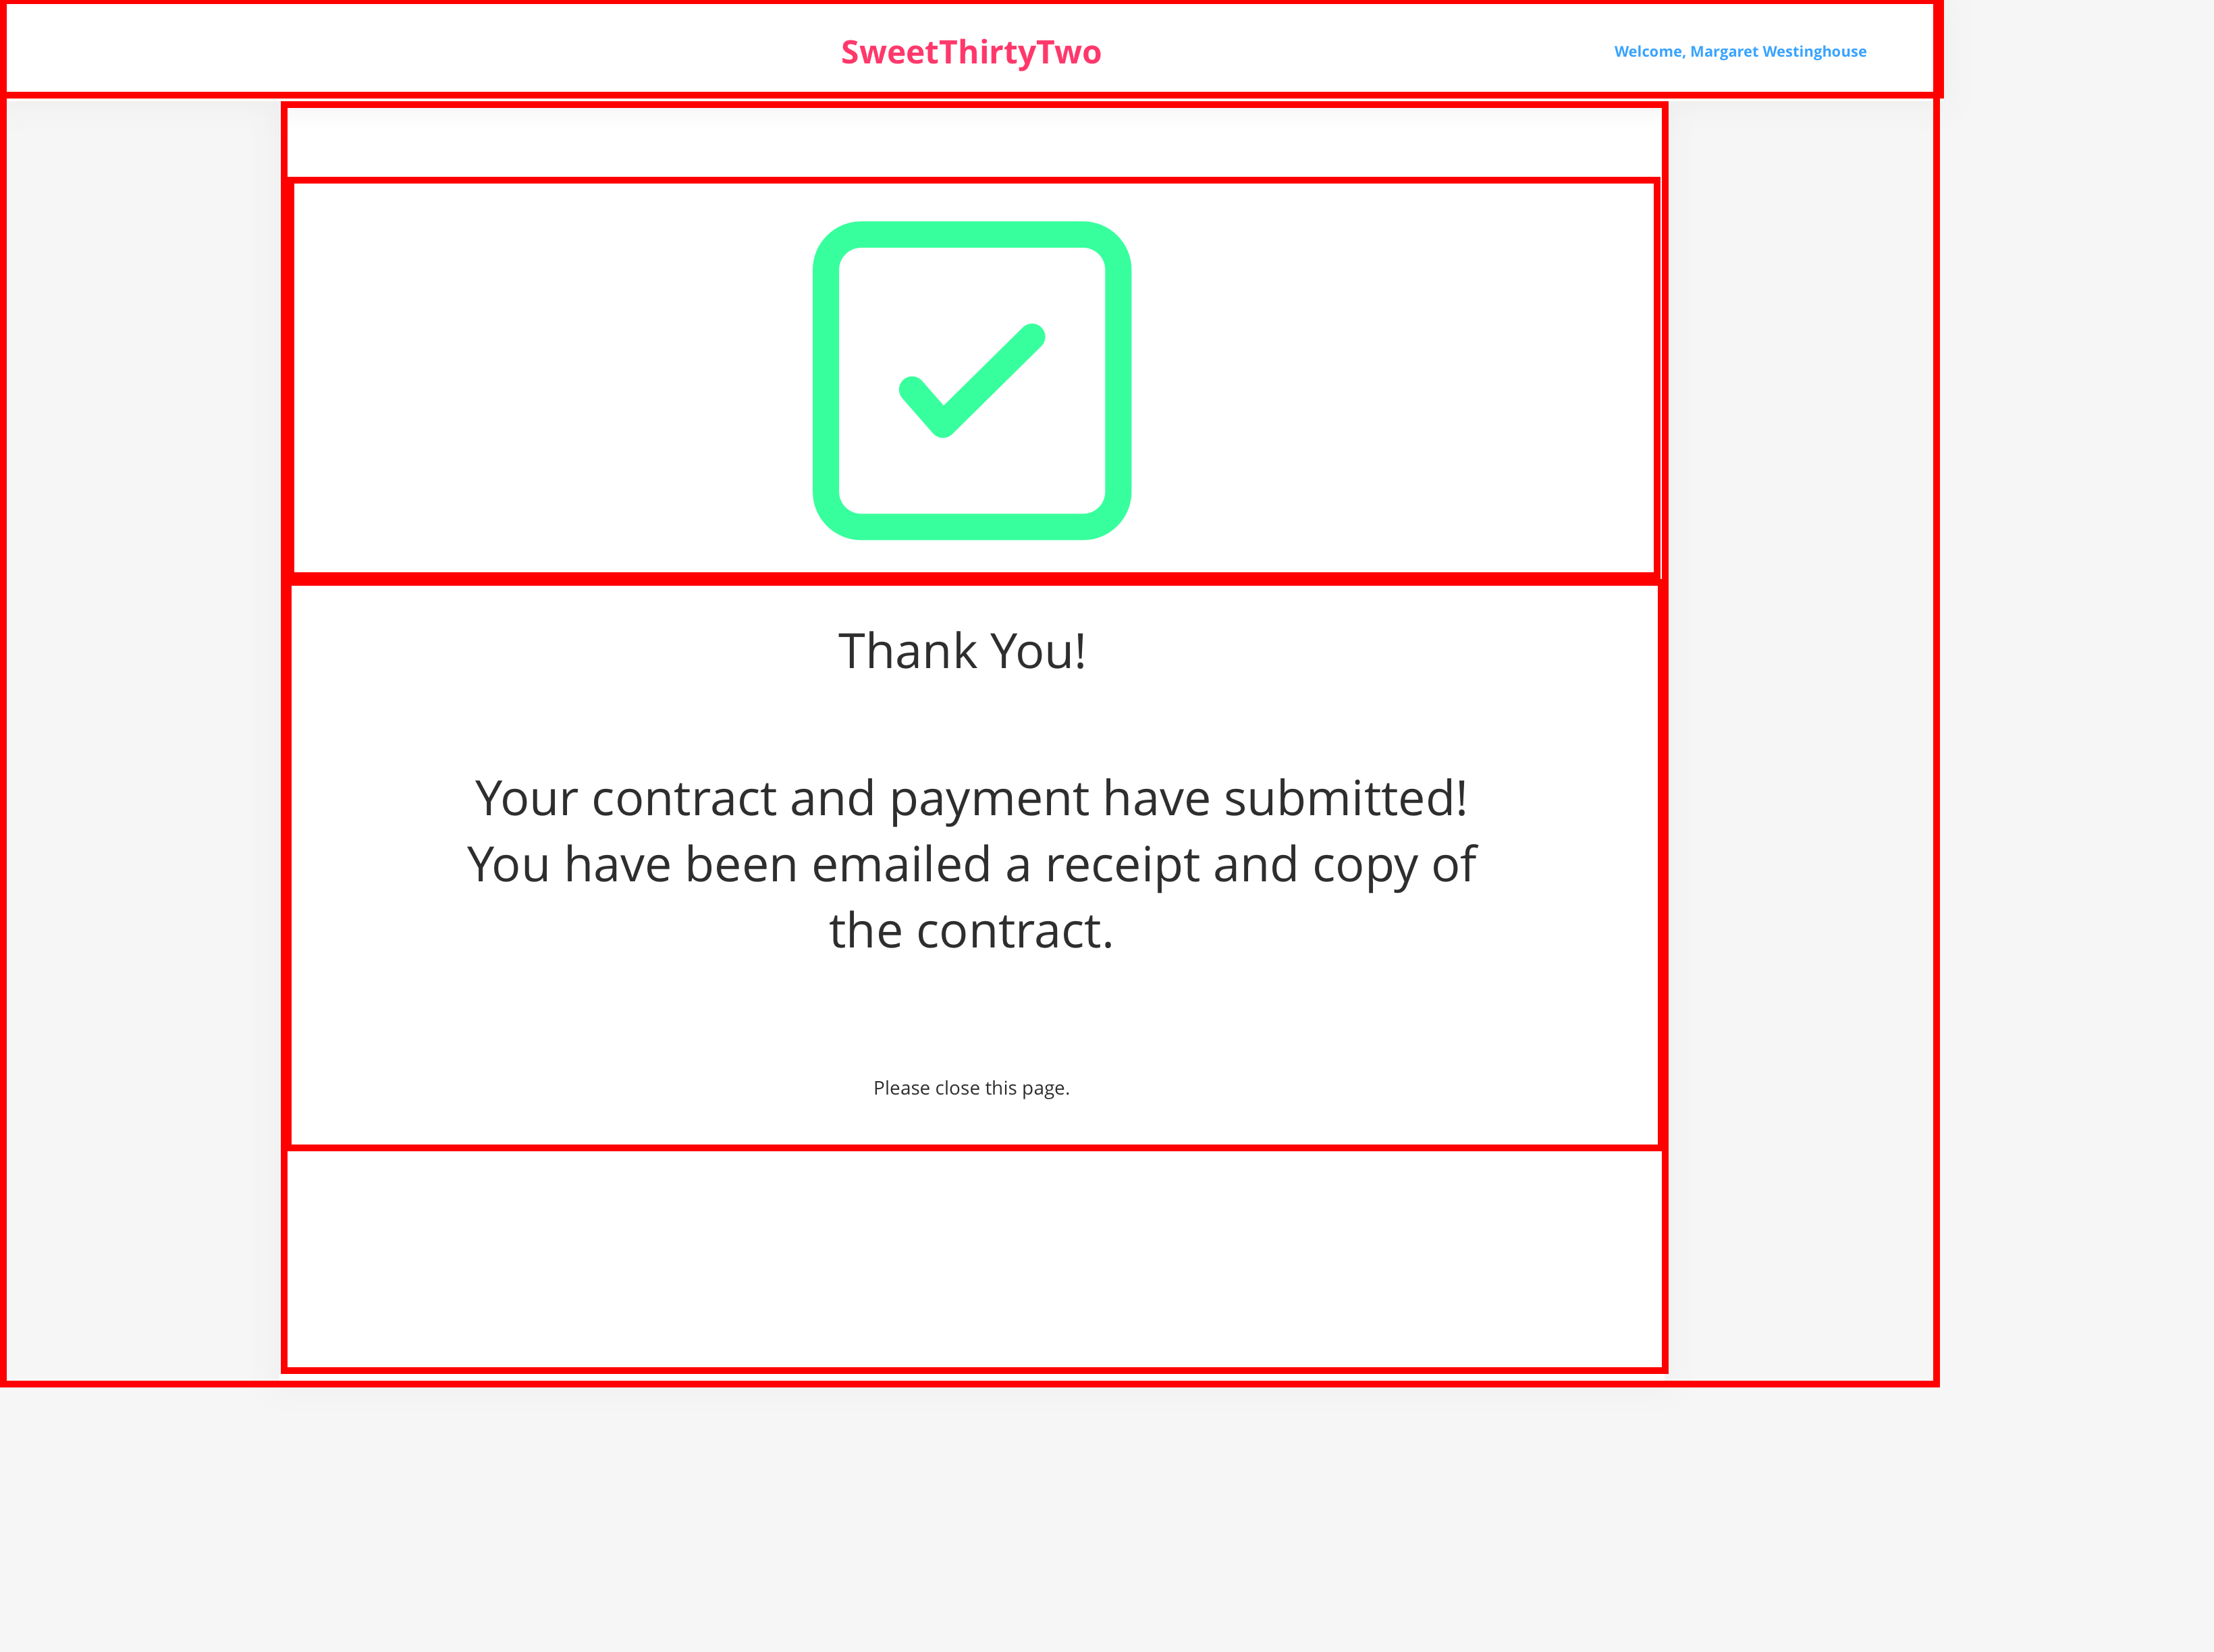 SweetThirtyTwo
Welcome, Margaret Westinghouse
Thank You!
Your contract and payment have submitted!
You have been emailed a receipt and copy of
the contract.
Please close this page.